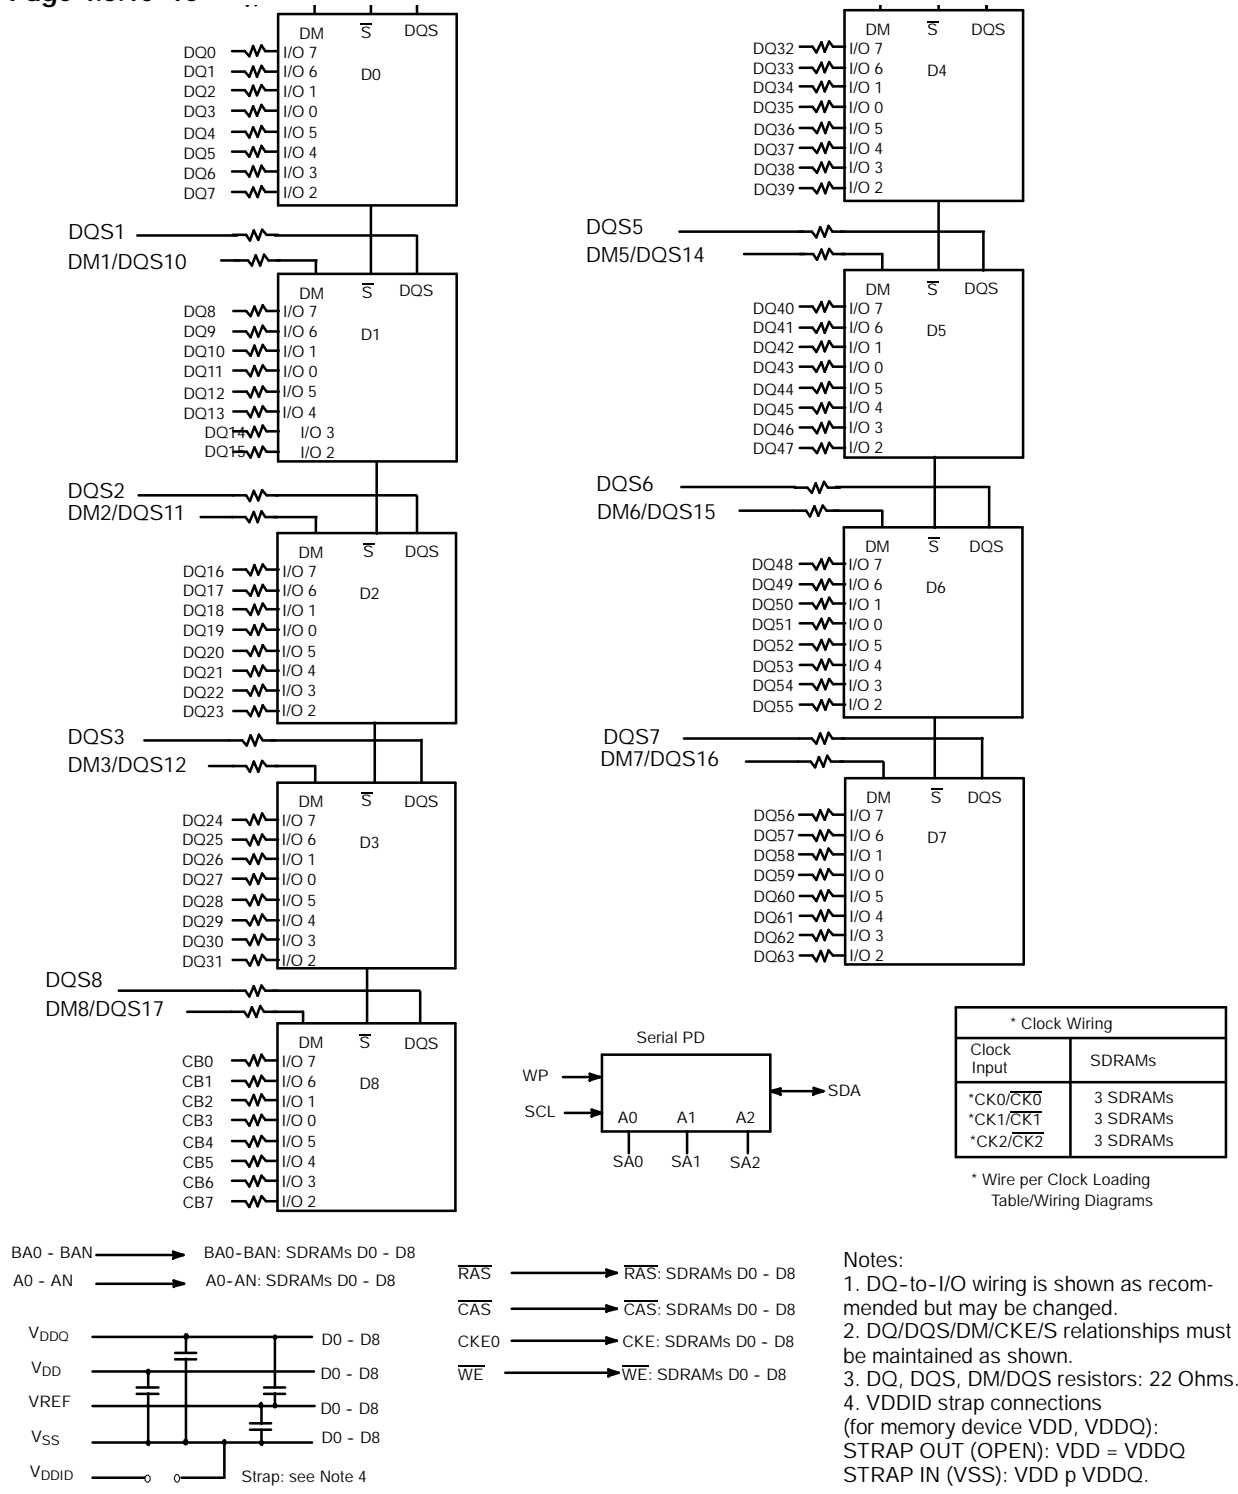 DM S DQS
D0
DQ0 I/O 7
DQ1 I/O 6
DQ2 I/O 1
DQ3 I/O 0
DQ4 I/O 5
DQ5 I/O 4
DQ6 I/O 3
DQ7 I/O 2
DQS1
DM1/DQS10
DM S DQS
D1
DQ8 I/O 7
DQ9 I/O 6
DQ10 I/O 1
DQ11 I/O 0
DQ12 I/O 5
DQ13 I/O 4
DQ14 I/O 3
DQ15 I/O 2
DQS2
DM2/DQS11
DM S DQS
D2
DQ16 I/O 7
DQ17 I/O 6
DQ18 I/O 1
DQ19 I/O 0
DQ20 I/O 5
DQ21 I/O 4
DQ22 I/O 3
DQ23 I/O 2
DQS3
DM3/DQS12
DM S DQS
D3
DQ24 I/O 7
DQ25 I/O 6
DQ26 I/O 1
DQ27 I/O 0
DQ28 I/O 5
DQ29 I/O 4
DQ30 I/O 3
DQ31 I/O 2
DQS8
DM8/DQS17
DM S DQS
D8
CB0 I/O 7
CB1 I/O 6
CB2 I/O 1
CB3 I/O 0
CB4 I/O 5
CB5 I/O 4
CB6 I/O 3
CB7 I/O 2
DM S DQS
D4
DQ32 I/O 7
DQ33 I/O 6
DQ34 I/O 1
DQ35 I/O 0
DQ36 I/O 5
DQ37 I/O 4
DQ38 I/O 3
DQ39 I/O 2
DQS5
DM5/DQS14
DM S DQS
D5
DQ40 I/O 7
DQ41 I/O 6
DQ42 I/O 1
DQ43 I/O 0
DQ44 I/O 5
DQ45 I/O 4
DQ46 I/O 3
DQ47 I/O 2
DQS6
DM6/DQS15
DM S DQS
D6
DQ48 I/O 7
DQ49 I/O 6
DQ50 I/O 1
DQ51 I/O 0
DQ52 I/O 5
DQ53 I/O 4
DQ54 I/O 3
DQ55 I/O 2
DQS7
DM7/DQS16
DM S DQS
D7
DQ56 I/O 7
DQ57 I/O 6
DQ58 I/O 1
DQ59 I/O 0
DQ60 I/O 5
DQ61 I/O 4
DQ62 I/O 3
DQ63 I/O 2
Serial PD
WP
SCL
SDA
A0 A1 A2
SA0 SA1 SA2
* Clock Wiring
Clock Input SDRAMs
*CK0/CK0 3 SDRAMs
*CK1/CK1 3 SDRAMs
*CK2/CK2 3 SDRAMs
* Wire per Clock Loading
Table/Wiring Diagrams
BA0 - BAN BA0-BAN: SDRAMs D0 - D8
A0 - AN A0-AN: SDRAMs D0 - D8
VDDQ D0 - D8
VDD D0 - D8
VREF D0 - D8
VSS D0 - D8
VDDID Strap: see Note 4
RAS RAS: SDRAMs D0 - D8
CAS CAS: SDRAMs D0 - D8
CKE0 CKE: SDRAMs D0 - D8
WE WE: SDRAMs D0 - D8
Notes:
1. DQ-to-I/O wiring is shown as recom-
mended but may be changed.
2. DQ/DQS/DM/CKE/S relationships must
be maintained as shown.
3. DQ, DQS, DM/DQS resistors: 22 Ohms.
4. VDDID strap connections
(for memory device VDD, VDDQ):
STRAP OUT (OPEN): VDD = VDDQ
STRAP IN (VSS): VDD p VDDQ.